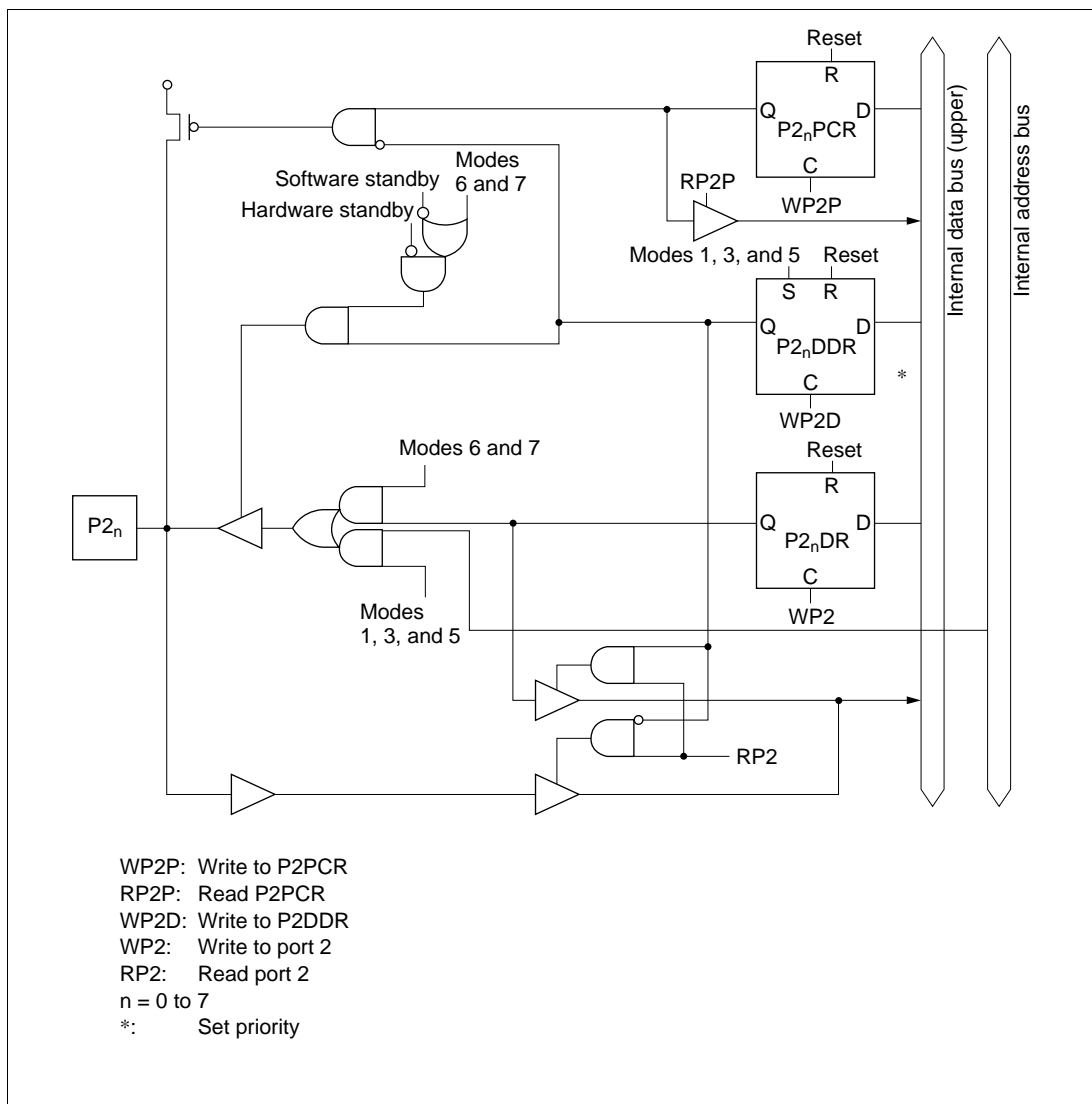 Reset
R
Q D
P2nPCR
C
WP2P
RP2P
Internal data bus (upper)
Internal address bus
Software standby
Hardware standby
Modes
6 and 7
Modes 1, 3, and 5
Reset
S R
Q D
P2nDDR
C
*
WP2D
Modes 6 and 7
Reset
R
P2n
Q D
P2nDR
C
WP2
Modes
1, 3, and 5
RP2
WP2P: Write to P2PCR
RP2P: Read P2PCR
WP2D: Write to P2DDR
WP2: Write to port 2
RP2: Read port 2
n = 0 to 7
*: Set priority